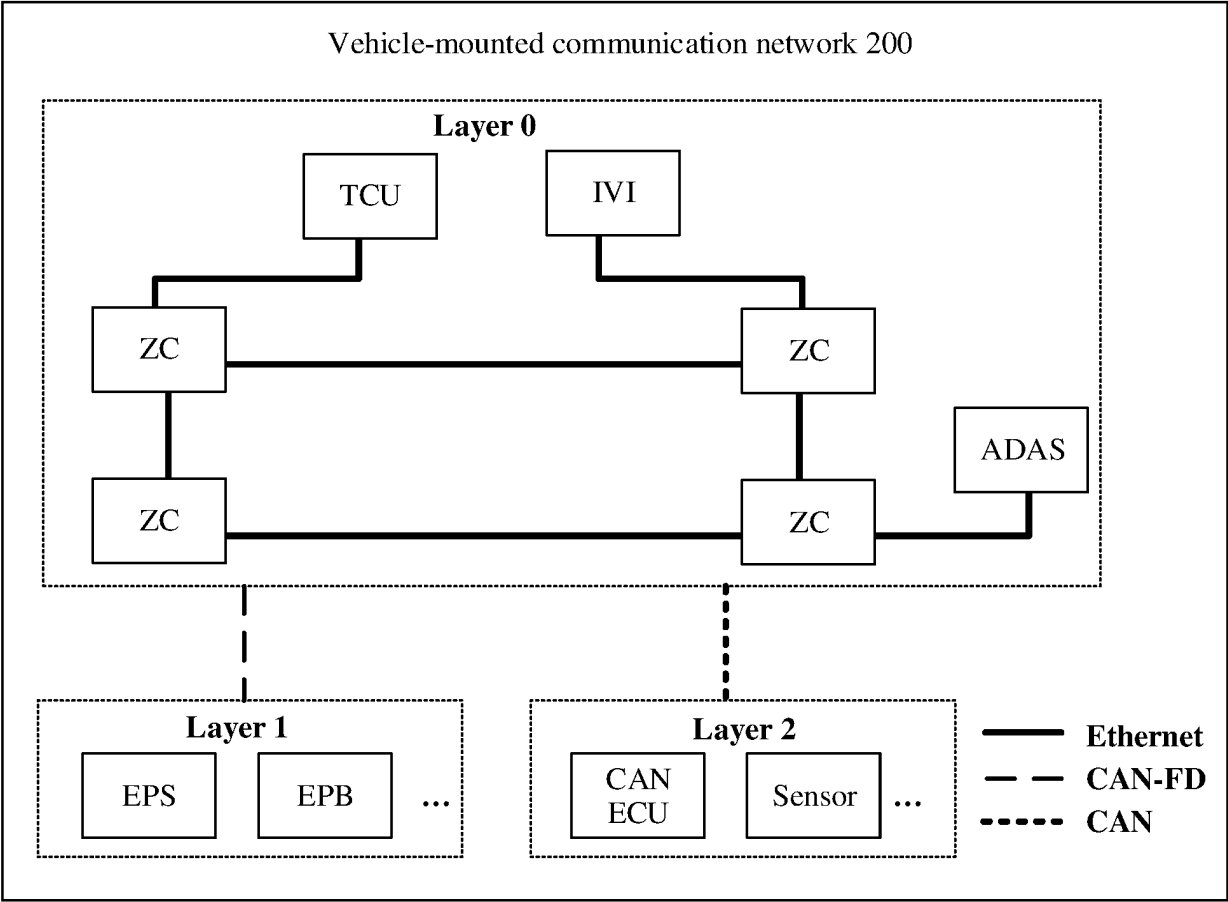 Vehicle-mounted communication network 200
Layer 0
TCU
IVI
ZC
ZC
ADAS
ZC
ZC
Layer 1
EPS
EPB
...
Layer 2
CAN
ECU
Sensor
...
Ethernet
CAN-FD
CAN